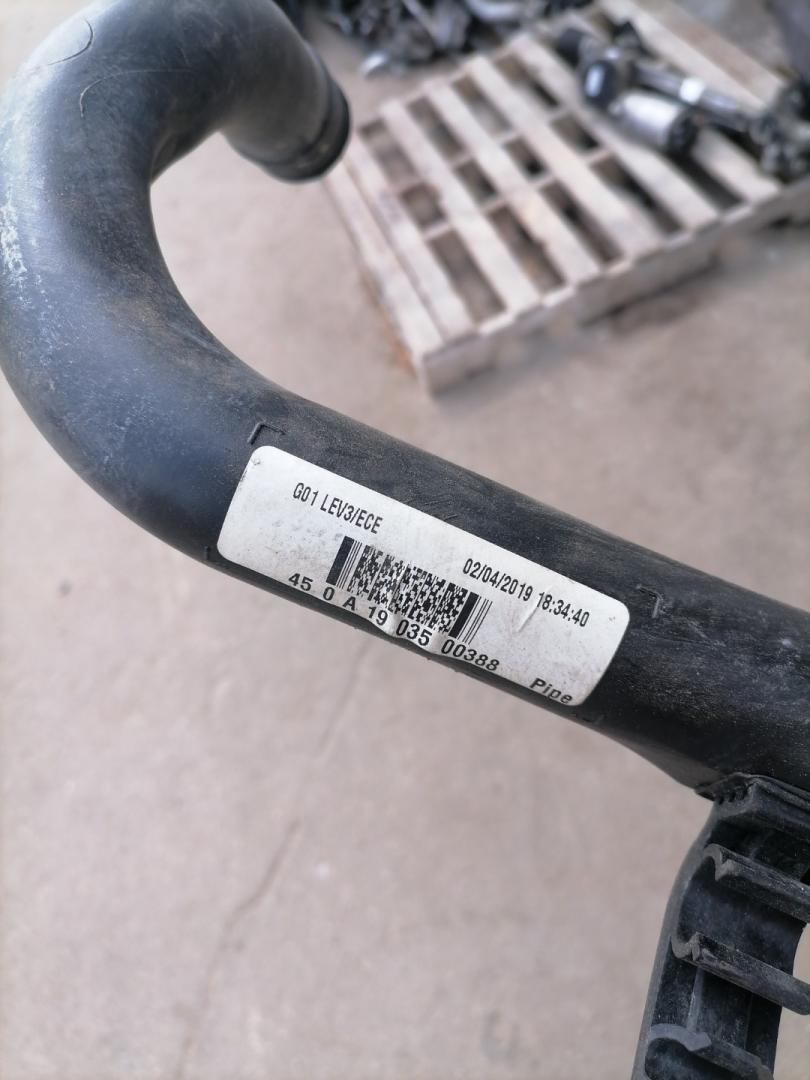 G01 LEV3/ECE
02/04/2019 18:34:40
45 0 A 19 035 00388
Pipe